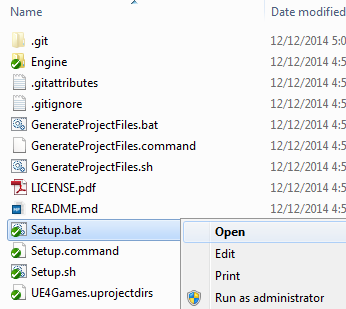 Name Date modified
.git 12/12/2014 5:0
Engine 12/12/2014 4:5
.gitattributes 12/12/2014 4:5
.gitignore 12/12/2014 4:5
GenerateProjectFiles.bat 12/12/2014 4:5
GenerateProjectFiles.command 12/12/2014 4:5
GenerateProjectFiles.sh 12/12/2014 4:5
LICENSE.pdf 12/12/2014 4:5
README.md 12/12/2014 4:5
Setup.bat
Setup.command
Setup.sh
UE4Games.uprojectdirs
Open
Edit
Print
Run as administrator